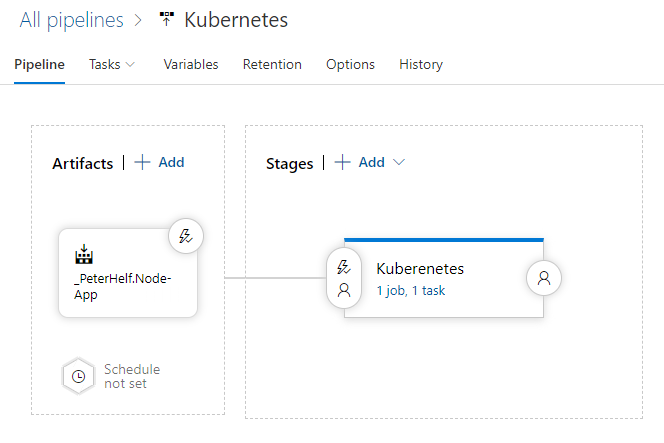 All pipelines > Kubernetes
Pipeline Tasks Variables Retention Options History
Artifacts | + Add
Stages | + Add
_PeterHelf.Node-
App
Kuberenetes
1 job, 1 task
Schedule
not set